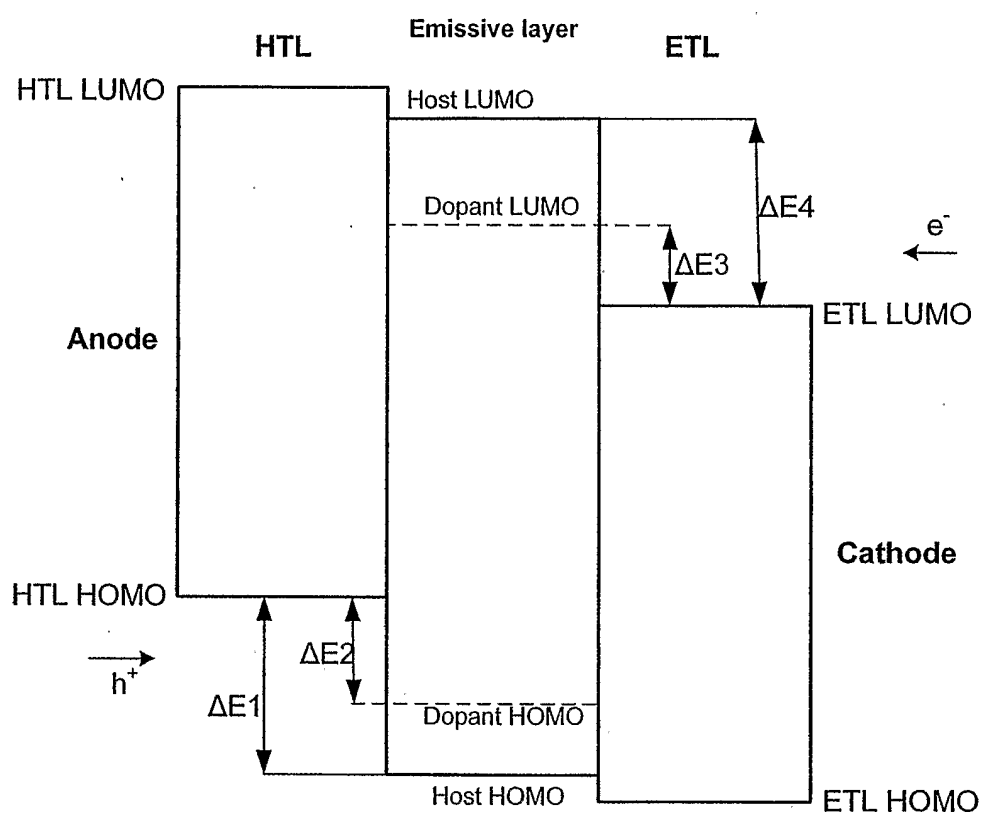 Emissive layer
HTL
ETL
HTL LUMO
Host LUMO
Dopant LUMO
ΔE4
e-
ΔE3
ETL LUMO
Anode
Cathode
HTL HOMO
ΔE2
h+
ΔE1
Dopant HOMO
Host HOMO
ETL HOMO